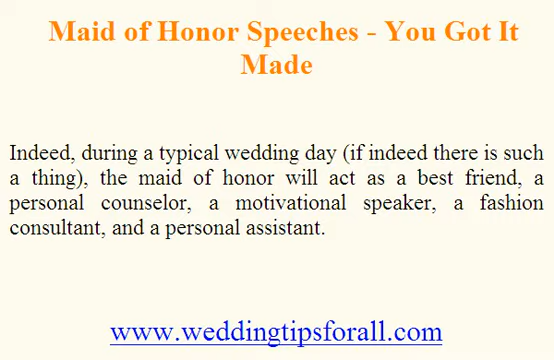 Maid of Honor Speeches - You Got It
Made
Indeed, during a typical wedding day (if indeed there is such
a thing), the maid of honor will act as a best friend, a
personal counselor, a motivational speaker, a fashion
consultant, and a personal assistant.
www.weddingtipsforall.com